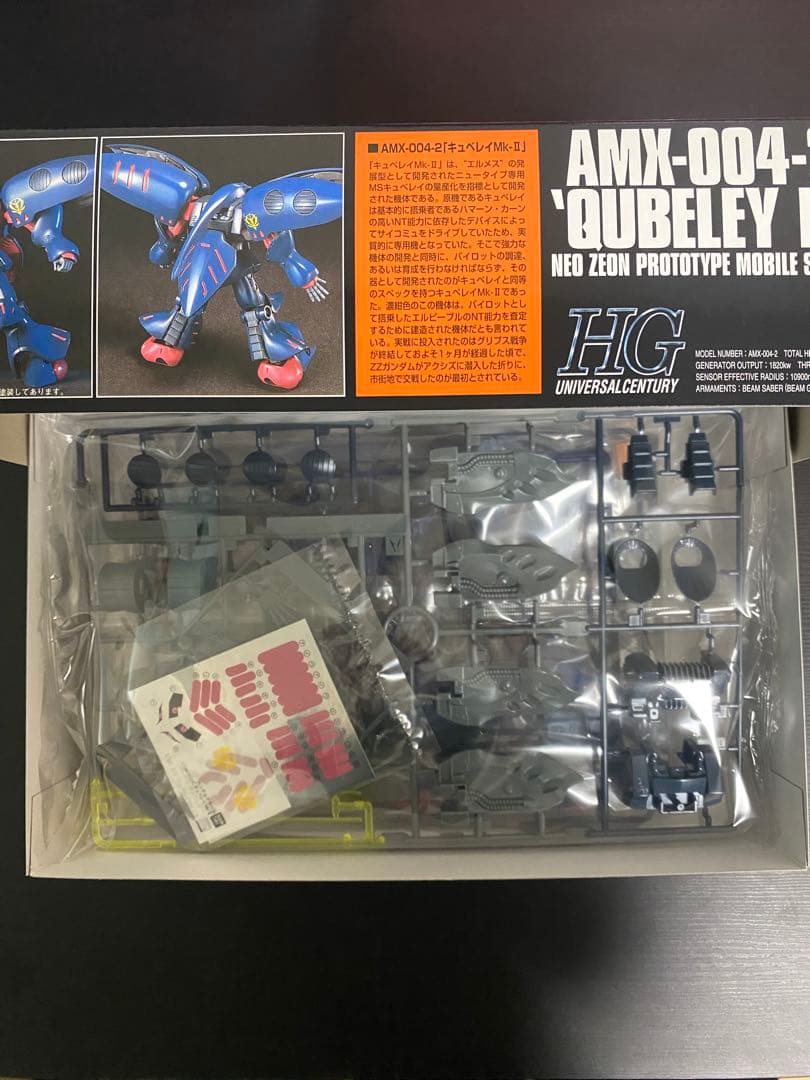 塗装してあります。
■AMX-004-2「キュベレイMk-Ⅱ」
「キュベレイMk-Ⅱ」は、"エルメス"の発
展型として開発されたニュータイプ専用
MSキュベレイの量産化を指標として開発
された機体である。原機であるキュベレイ
は基本的に搭乗者であるハマーン・カーン
の高いNT能力に依存したデバイスによっ
てサイコミュをドライブしていたため、実
質的に専用機となっていた。そこで強力な
機体の開発と同時に、パイロットの調達、
あるいは育成を行わなければならず、その
器として開発されたのがキュベレイと同等
のスペックを持つキュベレイMk-Ⅱであっ
た。濃紺色のこの機体は、パイロットとし
て搭乗したエルピープルのNT能力を査定
するために建造された機体だとも言われて
いる。実戦に投入されたのはグリプス戦争
が終結しておよそ1ヶ月が経過した頃で、
ZZガンダムがアクシズに潜入した折りに、
市街地で交戦したのが最初とされている。
AMX-004-
'QUBELEY
NEO ZEON PROTOTYPE MOBILE S
HG
UNIVERSAL CENTURY
MODEL NUMBER : AMX-004-2 TOTAL HE
GENERATOR OUTPUT : 1820kw THR
SENSOR EFFECTIVE RADIUS : 10900m
ARMAMENTS : BEAM SABER (BEAM G